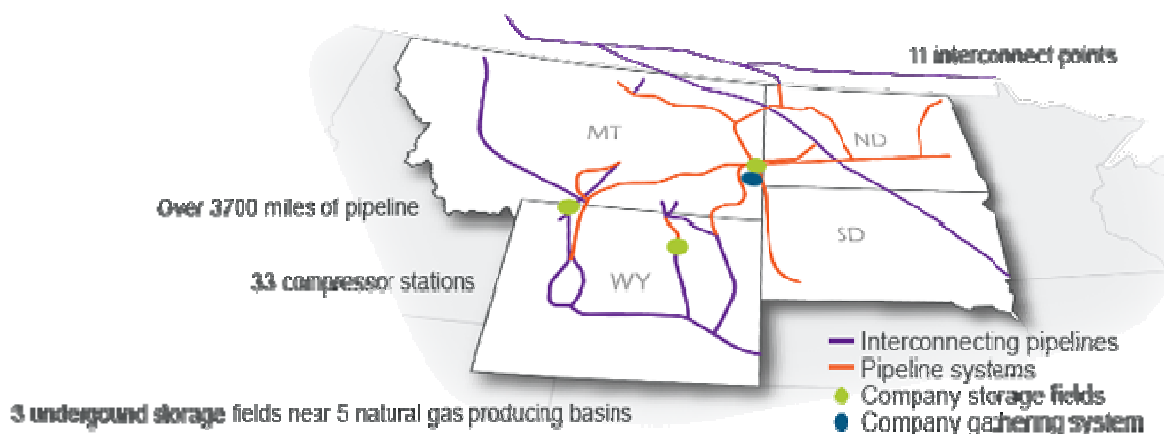 11 interconnect points
MT
ND
Over 3700 miles of pipeline
SD
33 compressor stations
WY
Interconnecting pipelines
Pipeline systems
Company storage fields
3 undergound storage fields near 5 natural gas producing basins
Company gathering system